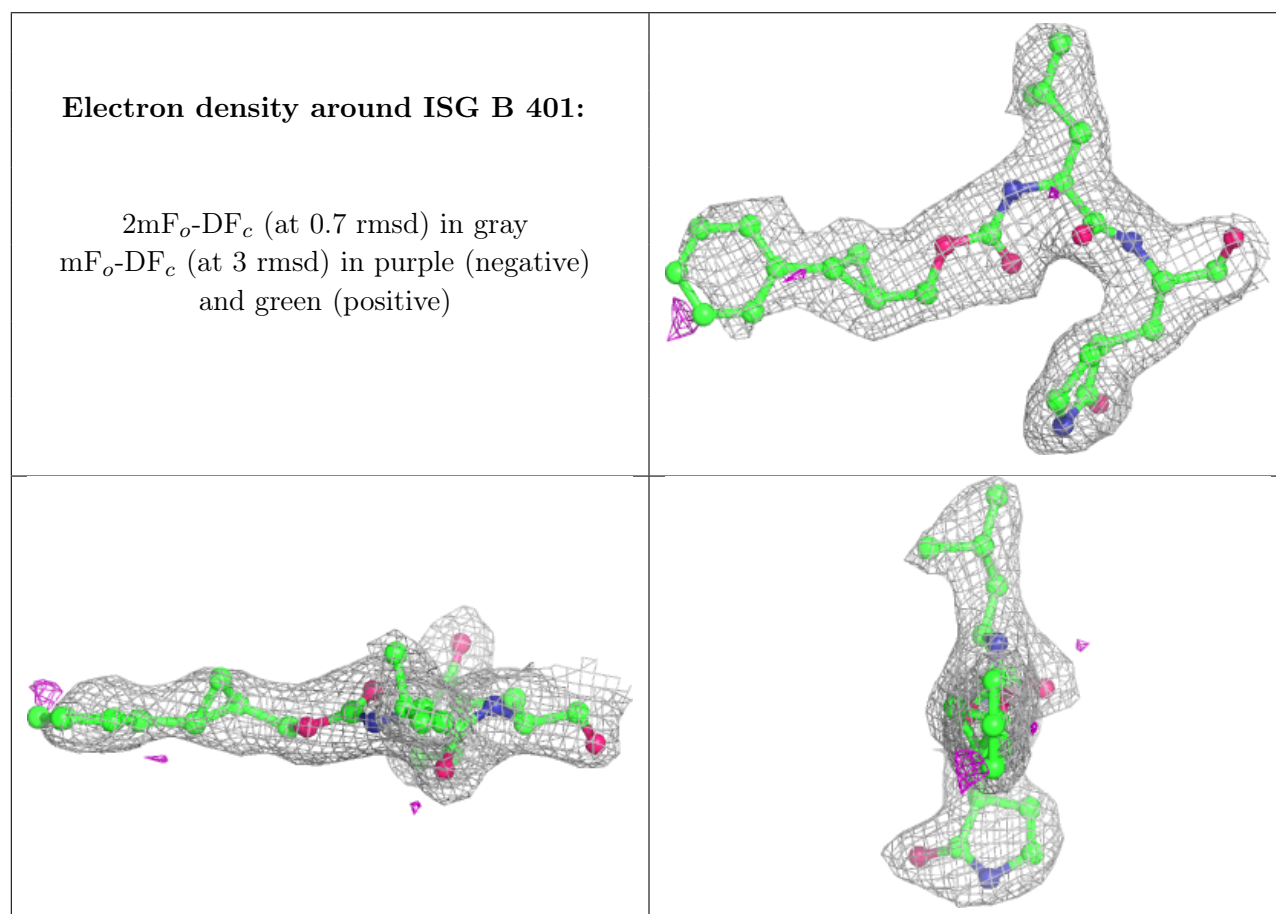 Electron density around ISG B 401:
2mFo-DFc (at 0.7 rmsd) in gray
mFo-DFc (at 3 rmsd) in purple (negative)
and green (positive)